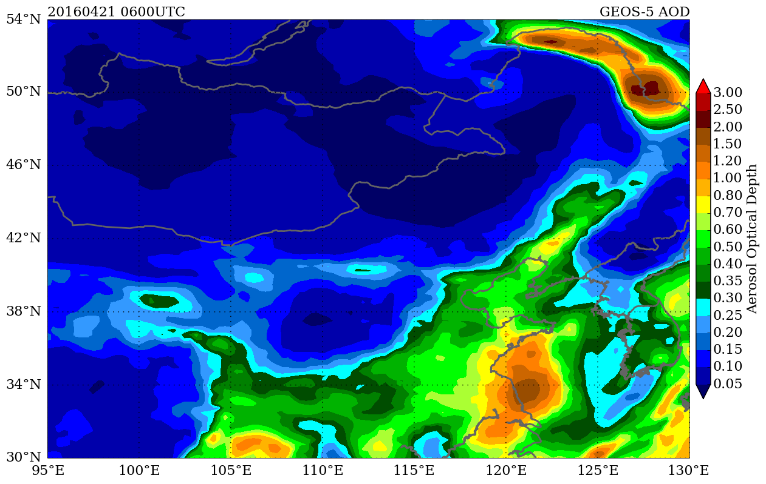 20160421 0600UTC GEOS-5 AOD
54°N
50°N
46°N
42°N
38°N
34°N
30°N
95°E 100°E 105°E 110°E 115°E 120°E 125°E 130°E
3.00
2.50
2.00
1.50
1.20
1.00
0.80
0.70
0.60
0.50
0.40
0.35
0.30
0.25
0.20
0.15
0.10
0.05
Aerosol Optical Depth